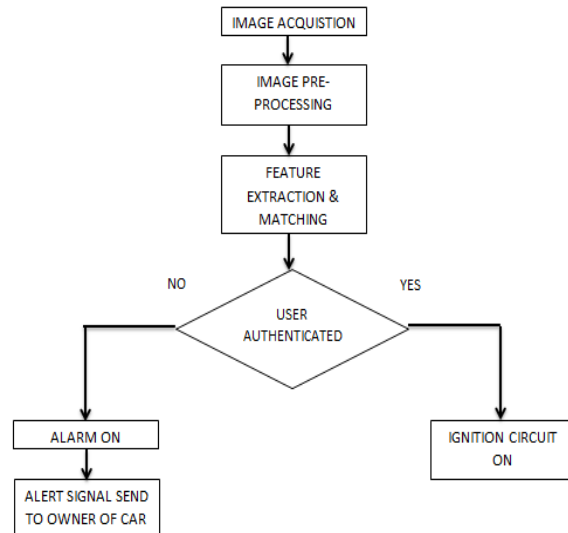 IMAGE ACQUISTION
IMAGE PRE-
PROCESSING
FEATURE
EXTRACTION &
MATCHING
NO
YES
USER
AUTHENTICATED
ALARM ON
IGNITION CIRCUIT
ON
ALERT SIGNAL SEND
TO OWNER OF CAR